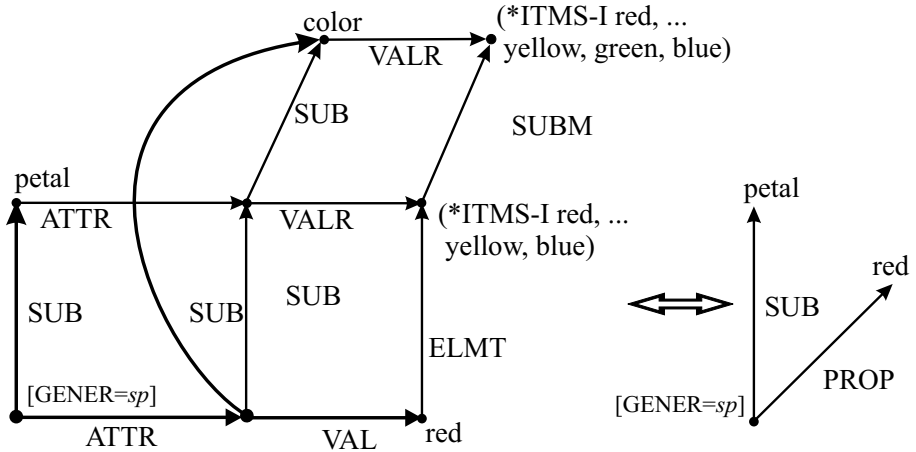 color
(*ITMS-I red, ...
yellow, green, blue)
VALR
SUB
SUBM
petal
ATTR
VALR
(*ITMS-I red, ...
yellow, blue)
SUB
SUB
SUB
ELMT
[GENER=sp]
ATTR
VAL
red
petal
red
SUB
PROP
[GENER=sp]